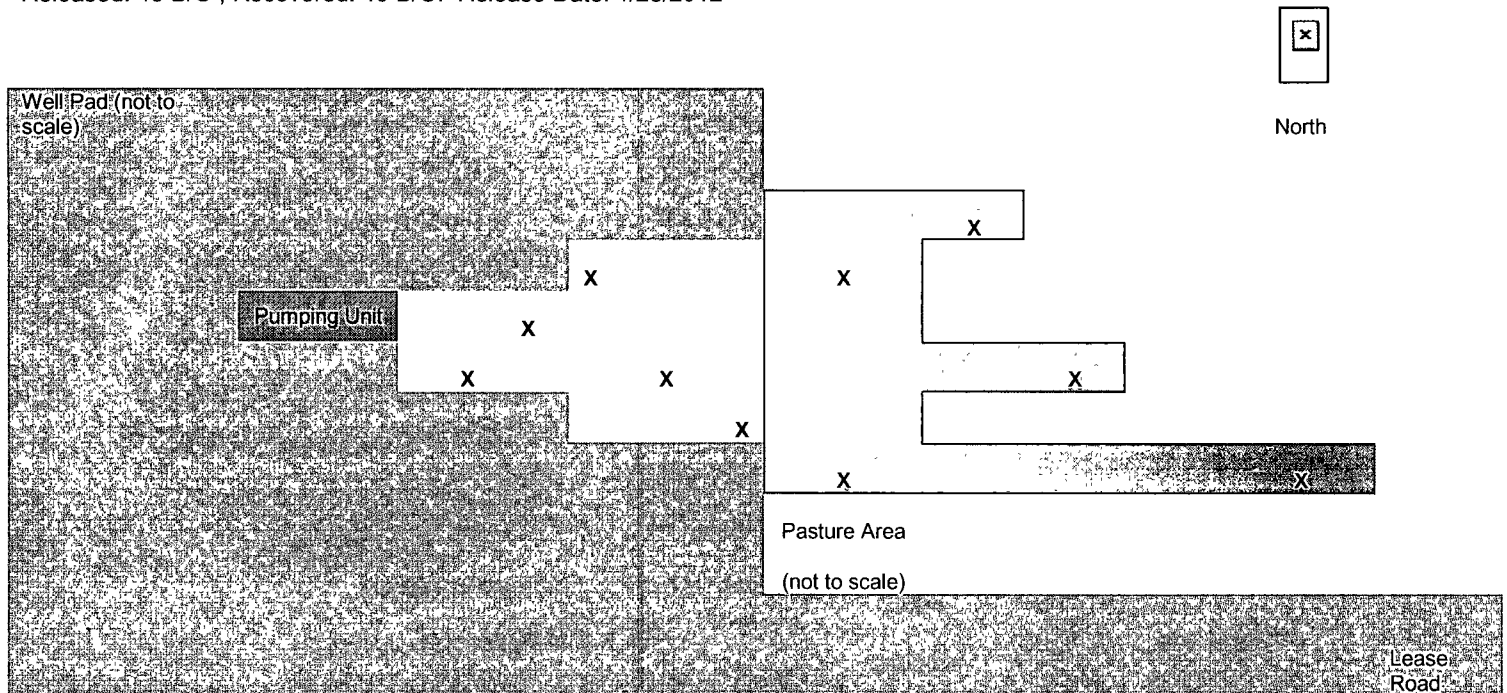 x
North
Well Pad (not to
scale)
X
X
X
Pumping Unit
X
X
X
X
X
X
X
Pasture Area
(not to scale)
Lease
Road